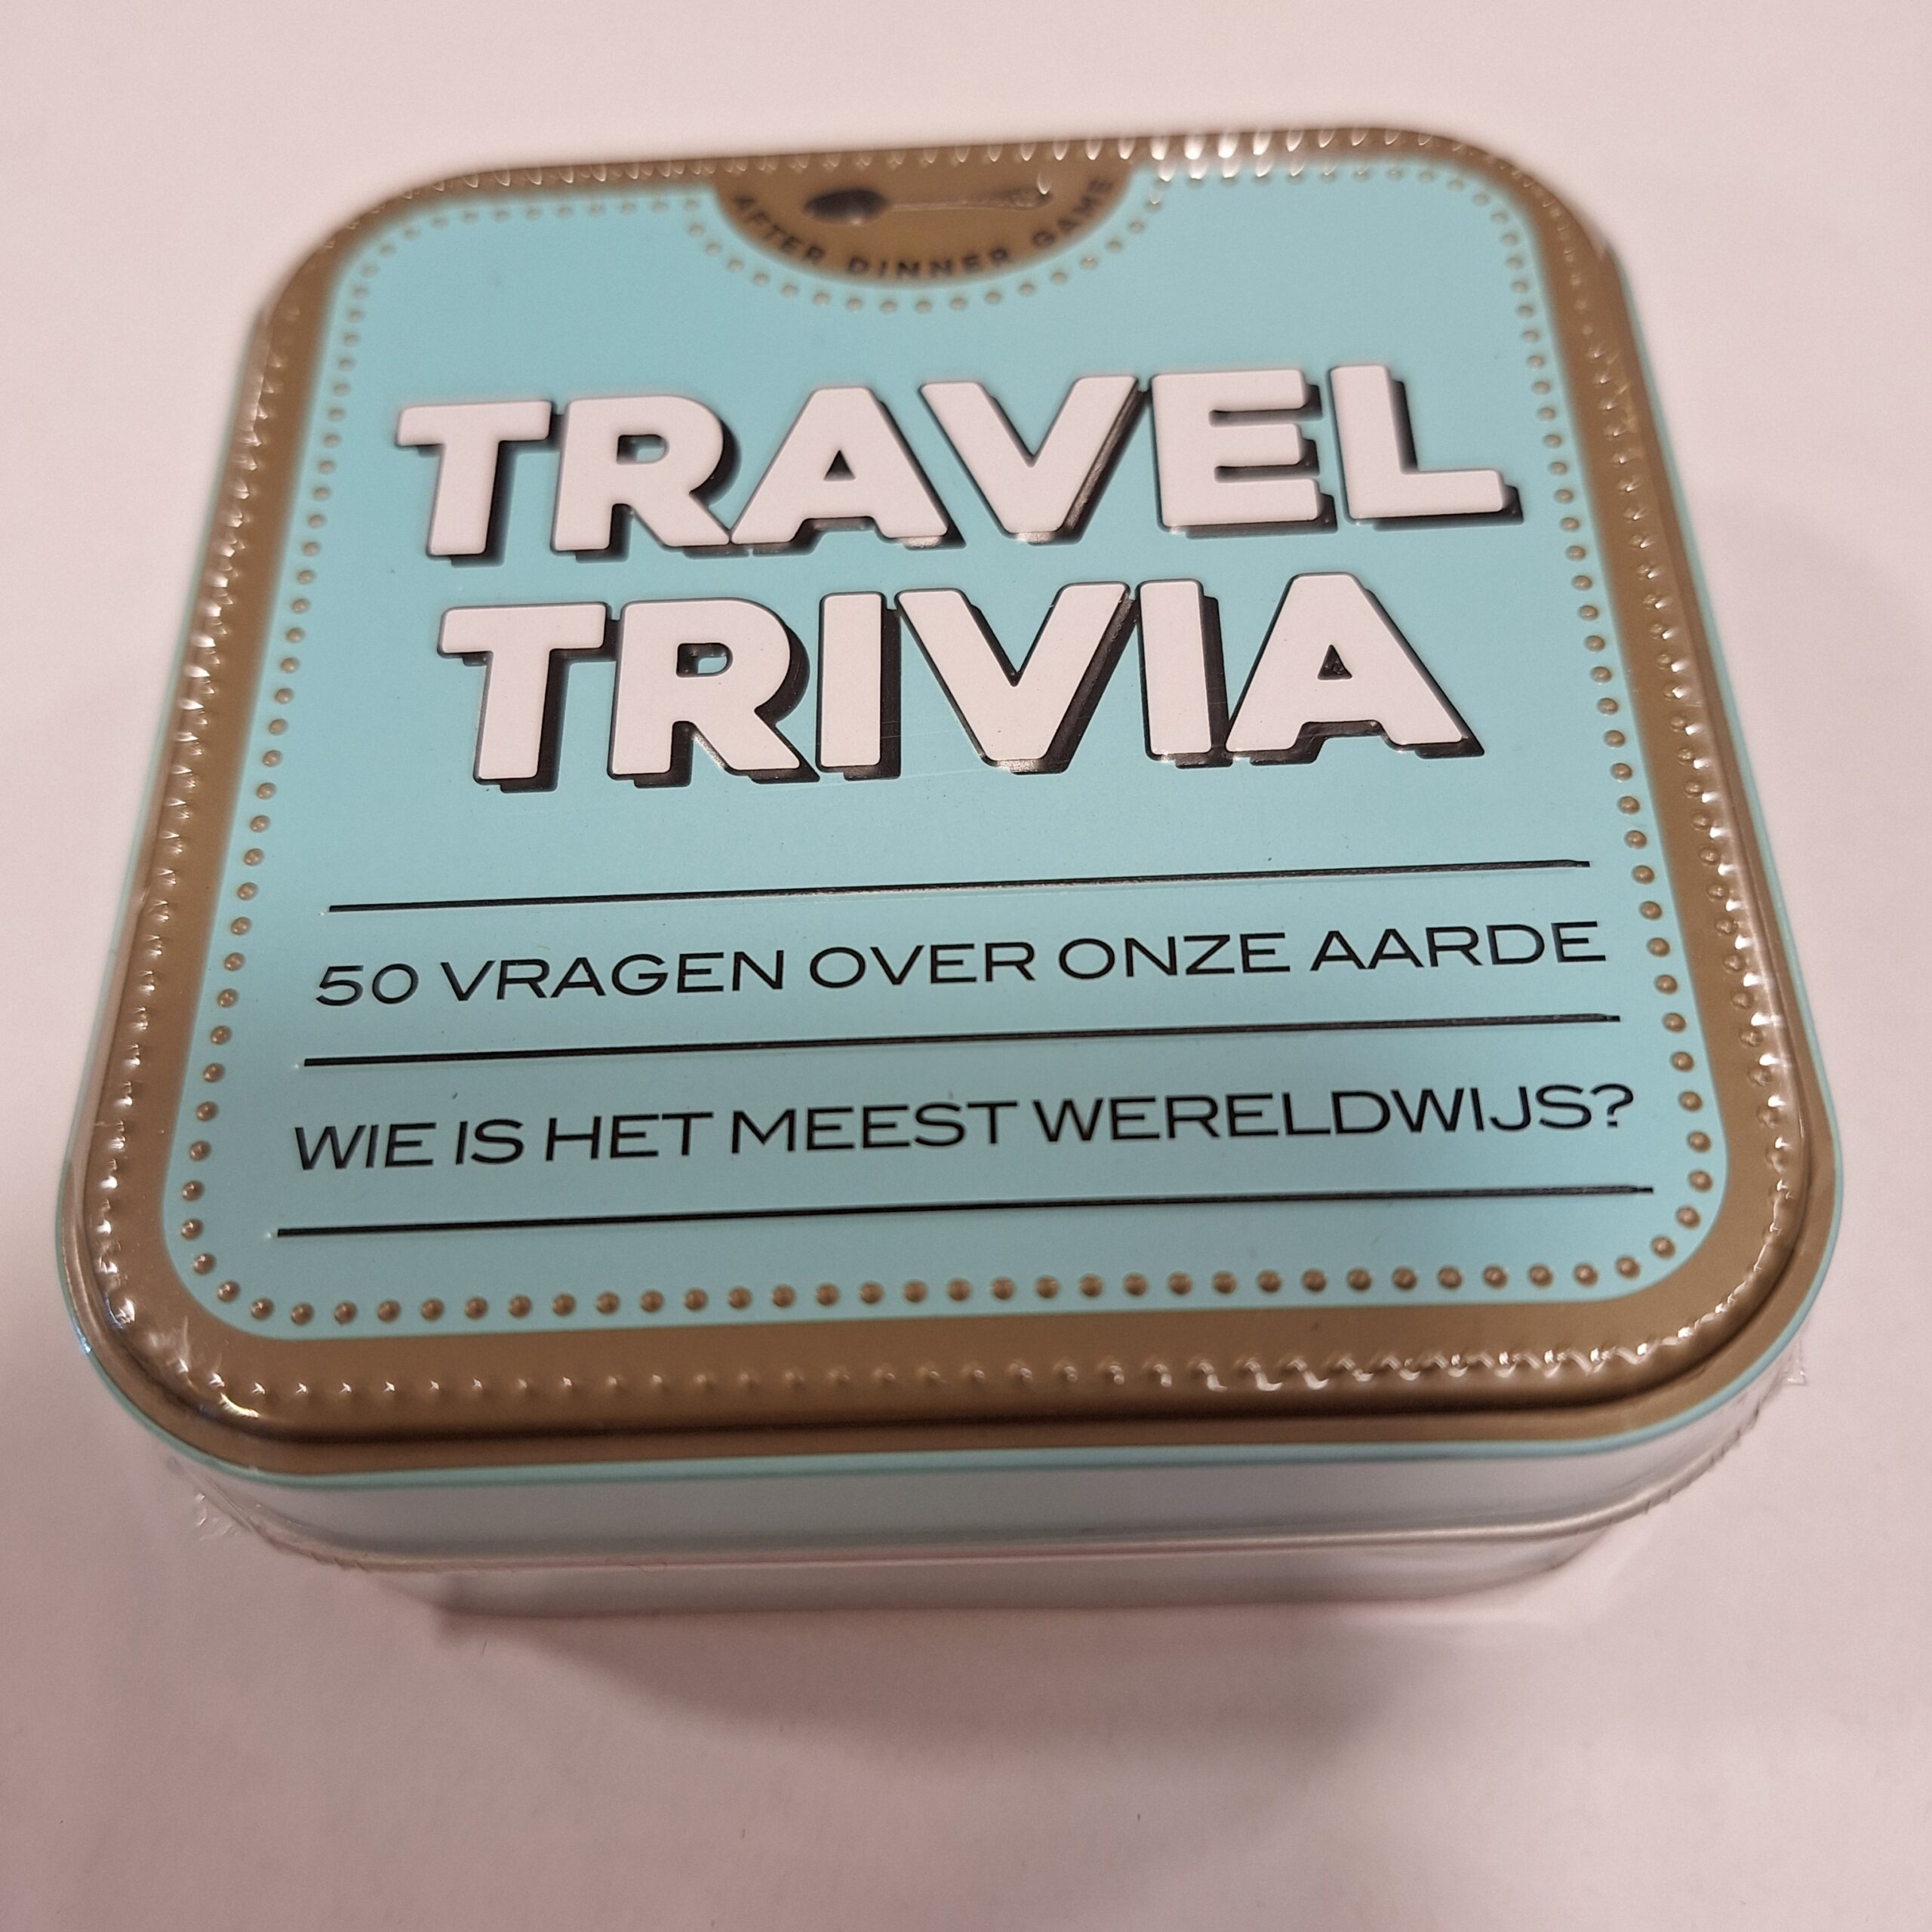 AFTER DINNER GAME
TRAVEL
TRIVIA
50 VRAGEN OVER ONZE AARDE
WIE IS HET MEEST WERELDWIJS?